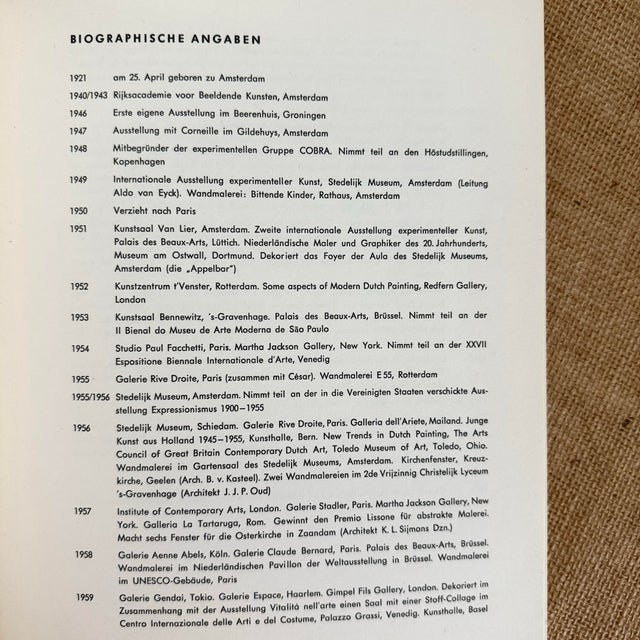 BIOGRAPHISCHE ANGABEN
1921 am 25. April geboren zu Amsterdam
1940/1943 Rijksacademie voor Beeldende Kunsten, Amsterdam
1946 Erste eigene Ausstellung im Beerenhuis, Groningen
1947 Ausstellung mit Corneille im Gildehuys, Amsterdam
1948 Mitbegründer der experimentellen Gruppe COBRA. Nimmt teil an den Höstudstillingen,
Kopenhagen
1949 Internationale Ausstellung experimenteller Kunst, Stedelijk Museum, Amsterdam (Leitung
Aldo van Eyck). Wandmalerei: Bittende Kinder, Rathaus, Amsterdam
1950 Verzieht nach Paris
1951 Kunstsaal Van Lier, Amsterdam. Zweite internationale Ausstellung experimenteller Kunst,
Palais des Beaux-Arts, Lüttich. Niederländische Maler und Graphiker des 20. Jahrhunderts,
Museum am Ostwall, Dortmund. Dekoriert das Foyer der Aula des Stedelijk Museums,
Amsterdam (die „Appelbar")
1952 Kunstzentrum t'Venster, Rotterdam. Some aspects of Modern Dutch Painting, Redfern Gallery,
London
1953 Kunstsaal Bennewitz, 's-Gravenhage. Palais des Beaux-Arts, Brüssel. Nimmt teil an der
II Bienal do Museu de Arte Moderna de São Paulo
1954 Studio Paul Facchetti, Paris. Martha Jackson Gallery, New York. Nimmt teil an der XXVII
Espositione Biennale Internationale d'Arte, Venedig
1955 Galerie Rive Droite, Paris (zusammen mit César). Wandmalerei E 55, Rotterdam
1955/1956 Stedelijk Museum, Amsterdam. Nimmt teil an der in die Vereinigten Staaten verschickte Aus-
stellung Expressionismus 1900–1955
1956 Stedelijk Museum, Schiedam. Galerie Rive Droite, Paris. Galleria dell'Ariete, Mailand. Junge
Kunst aus Holland 1945–1955, Kunsthalle, Bern. New Trends in Dutch Painting, The Arts
Council of Great Britain Contemporary Dutch Art, Toledo Museum of Art, Toledo, Ohio.
Wandmalerei im Gartensaal des Stedelijk Museums, Amsterdam. Kirchenfenster, Kreuz-
kirche, Geelen (Arch. B. v. Kasteel). Zwei Wandmalereien im 2de Vrijzinnig Christelijk Lyceum
's-Gravenhage (Architekt J. J. P. Oud)
1957 Institute of Contemporary Arts, London. Galerie Stadler, Paris. Martha Jackson Gallery, New
York. Galleria La Tartaruga, Rom. Gewinnt den Premio Lissone für abstrakte Malerei.
Macht sechs Fenster für die Osterkirche in Zaandam (Architekt K. L. Sijmons Dzn.)
1958 Galerie Aenne Abels, Köln. Galerie Claude Bernard, Paris. Palais des Beaux-Arts, Brüssel.
Wandmalerei im Niederländischen Pavillon der Weltausstellung in Brüssel. Wandmalerei
im UNESCO-Gebäude, Paris
1959 Galerie Gendai, Tokio. Galerie Espace, Haarlem. Gimpel Fils Gallery, London. Dekoriert im
Zusammenhang mit der Ausstellung Vitalità nell'arte einen Saal mit einer Stoff-Collage im
Centro Internazionale delle Arti e del Costume, Palazzo Grassi, Venedig. Kunsthalle, Basel